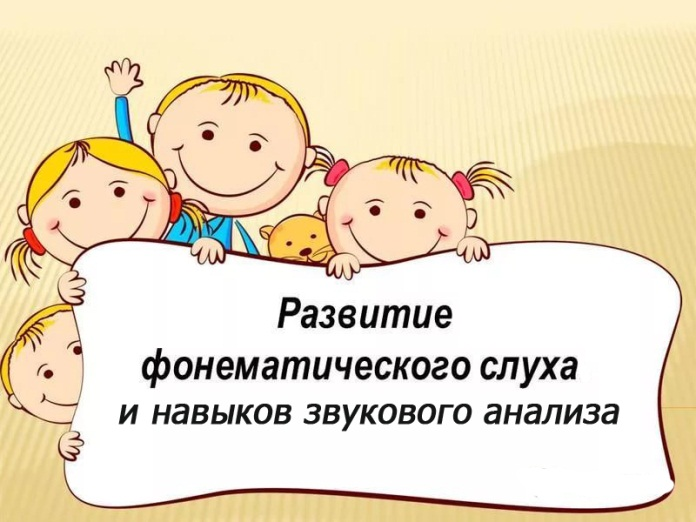 Развитие
фонематического слуха
и навыков звукового анализа